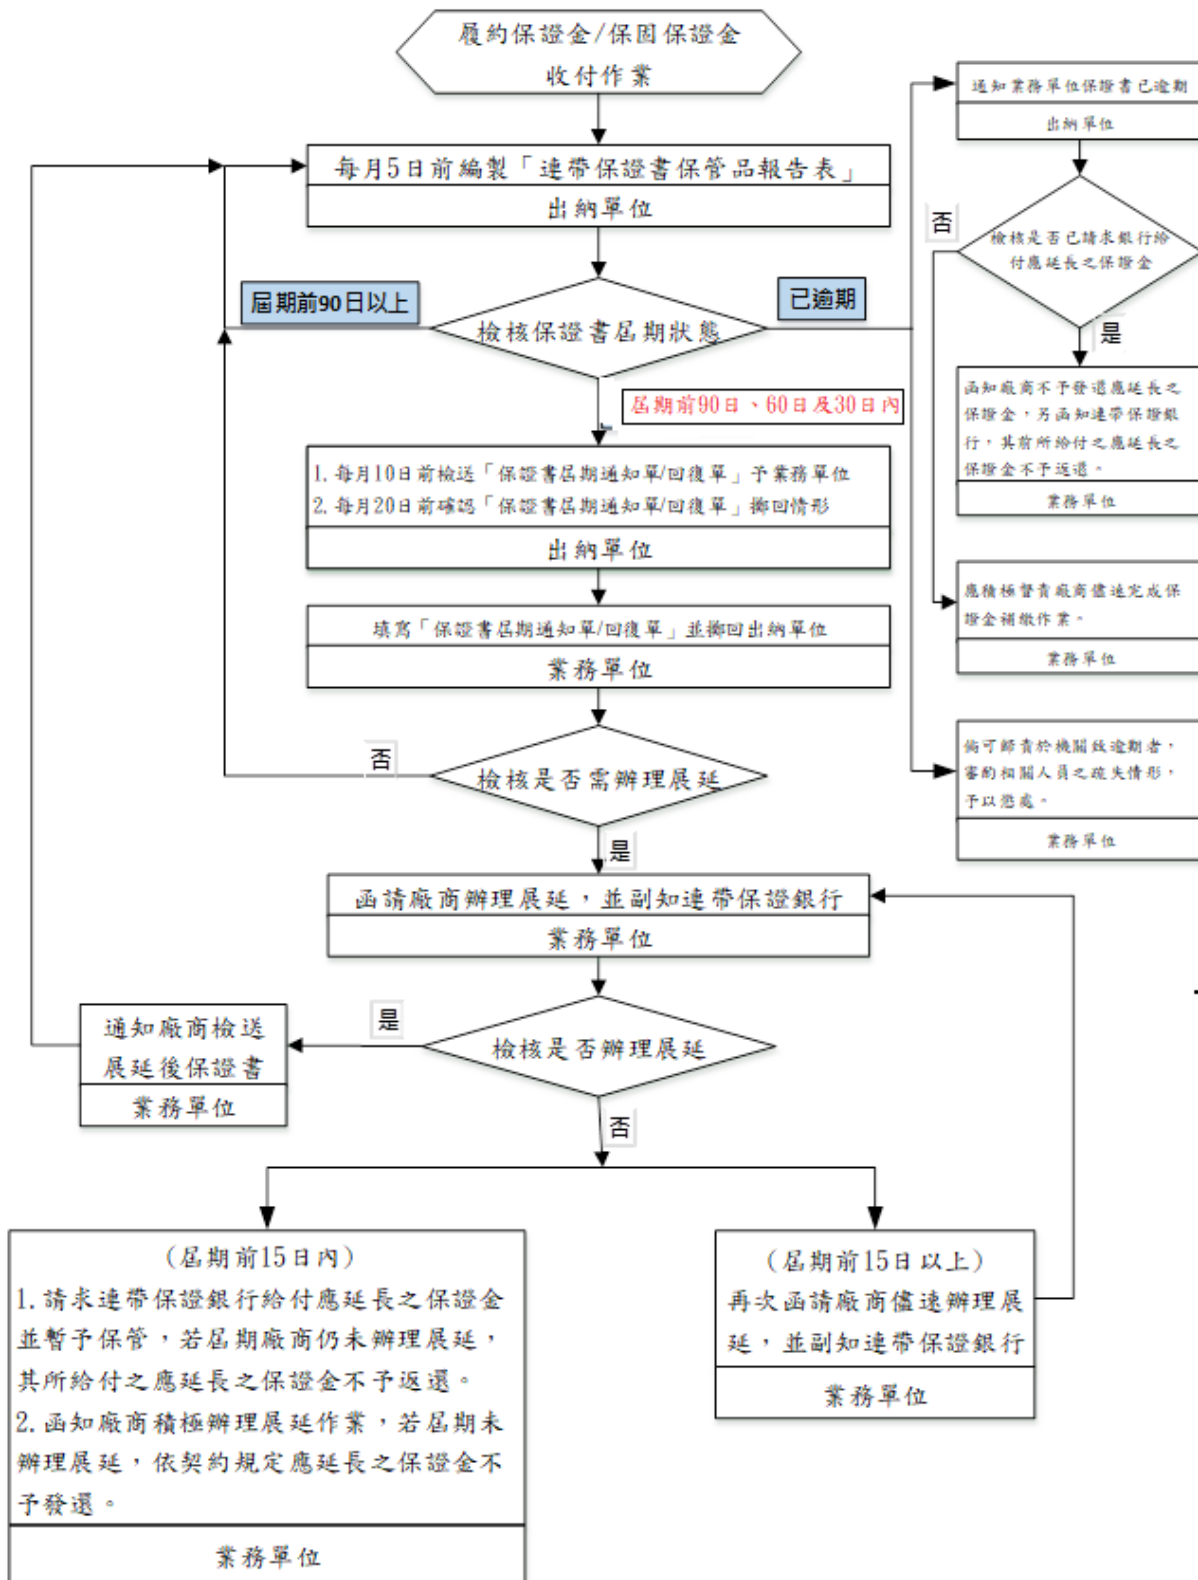 履約保證金/保固保證金
收付作業
每月5日前編製「連帶保證書保管品報告表」
出納單位
屆期前90日以上
檢核保證書屆期狀態
已逾期
屆期前90日、60日及30日內
1.每月10日前檢送「保證書屆期通知單/回復單」予業務單位
2.每月20日前確認「保證書屆期通知單/回復單」擲回情形
出納單位
填寫「保證書屆期通知單/回復單」並擲回出納單位
業務單位
否
檢核是否需辦理展延
是
函請廠商辦理展延,並副知連帶保證銀行
業務單位
檢核是否辦理展延
是
通知廠商檢送
展延後保證書
業務單位
否
(屆期前15日內)
1.請求連帶保證銀行給付應延長之保證金
並暫予保管,若屆期廠商仍未辦理展延,
其所給付之應延長之保證金不予返還。
2.函知廠商積極辦理展延作業,若屆期未
辦理展延,依契約規定應延長之保證金不
予發還。
業務單位
(屆期前15日以上)
再次函請廠商儘速辦理展
延,並副知連帶保證銀行
業務單位
通知業務單位保證書已逾期
出納單位
否
檢核是否已請求銀行給
付應延長之保證金
是
函知廠商不予發還應延長之
保證金,另函知連帶保證銀
行,其前所給付之應延長之
保證金不予返還。
業務單位
應積極督責廠商儘速完成保
證金補繳作業。
業務單位
倘可歸責於機關致逾期者,
審酌相關人員之疏失情形,
予以懲處。
業務單位